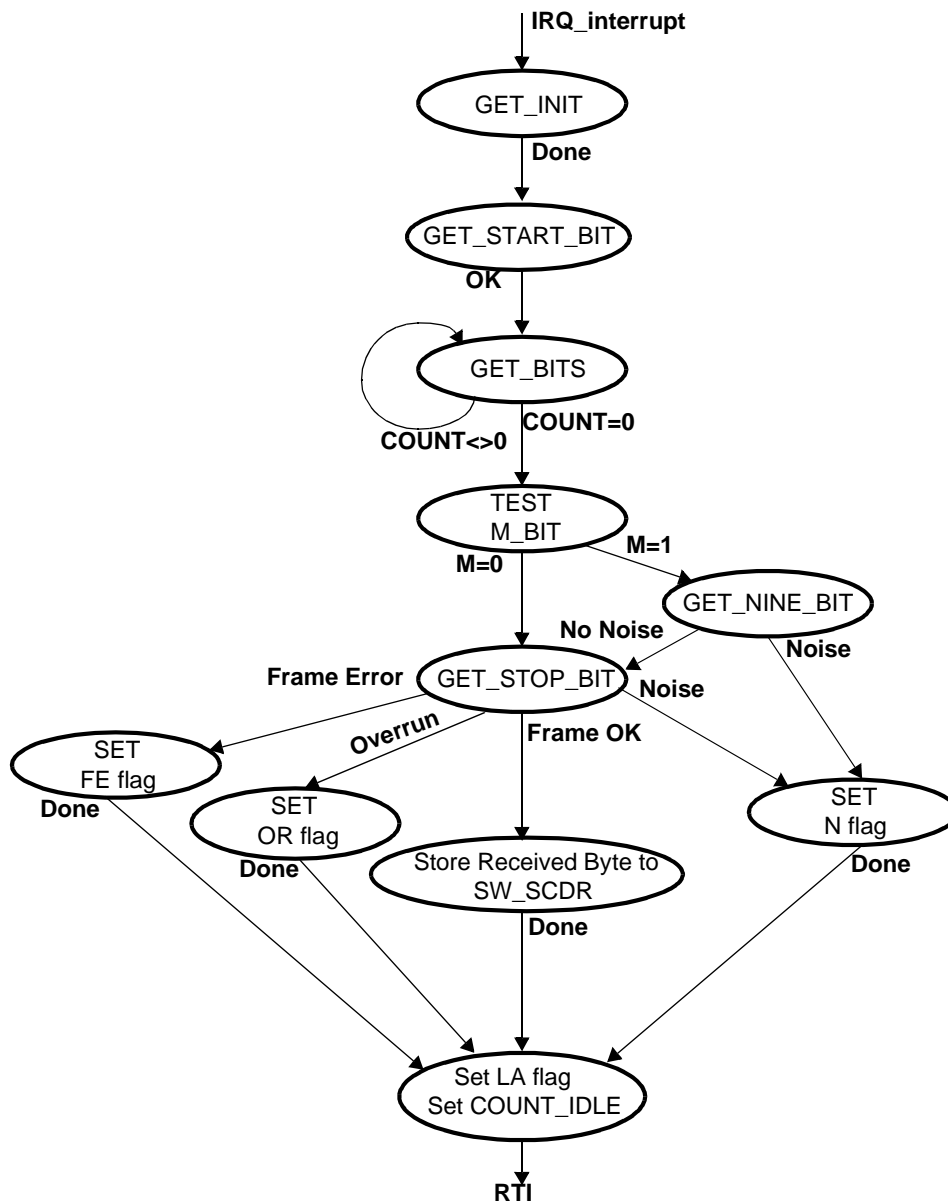 IRQ_interrupt
GET_INIT
Done
GET_START_BIT
OK
GET_BITS
COUNT=0
COUNT<>0
TEST
M_BIT
M=1
M=0
GET_NINE_BIT
No Noise
Noise
GET_STOP_BIT
Frame Error
Noise
Overrun
Frame OK
SET
FE flag
Done
SET
OR flag
Done
SET
N flag
Done
Store Received Byte to
SW_SCDR
Done
Set LA flag
Set COUNT_IDLE
RTI